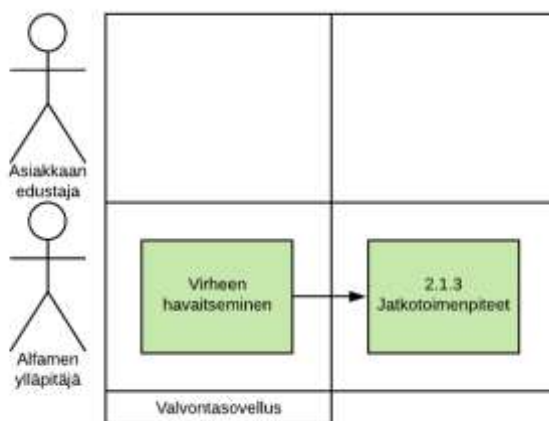 Asiakkaan
edustaja
Virheen
havaitseminen
2.1.3
Jatkotoimenpiteet
Alfamen
ylläpitäjä
Valvontasovellus